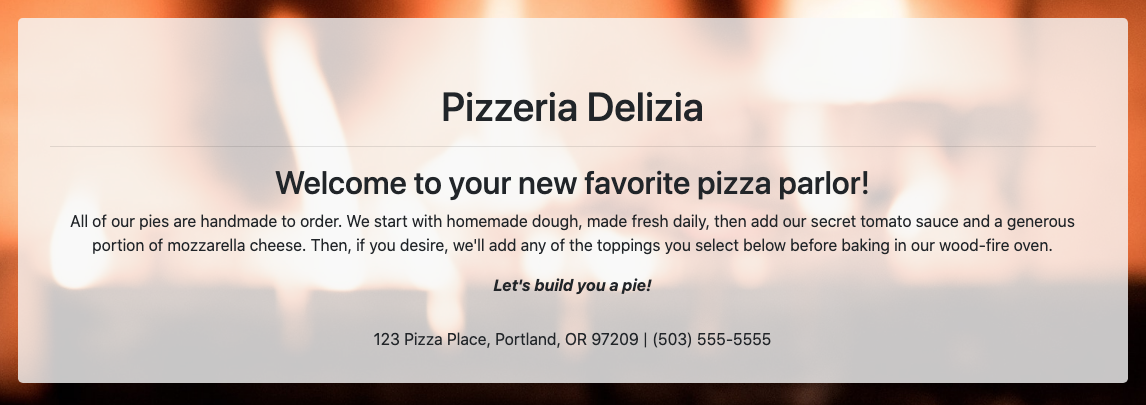 Pizzeria Delizia
Welcome to your new favorite pizza parlor!
All of our pies are handmade to order. We start with homemade dough, made fresh daily, then add our secret tomato sauce and a generous
portion of mozzarella cheese. Then, if you desire, we'll add any of the toppings you select below before baking in our wood-fire oven.
Let's build you a pie!
123 Pizza Place, Portland, OR 97209 | (503) 555-5555